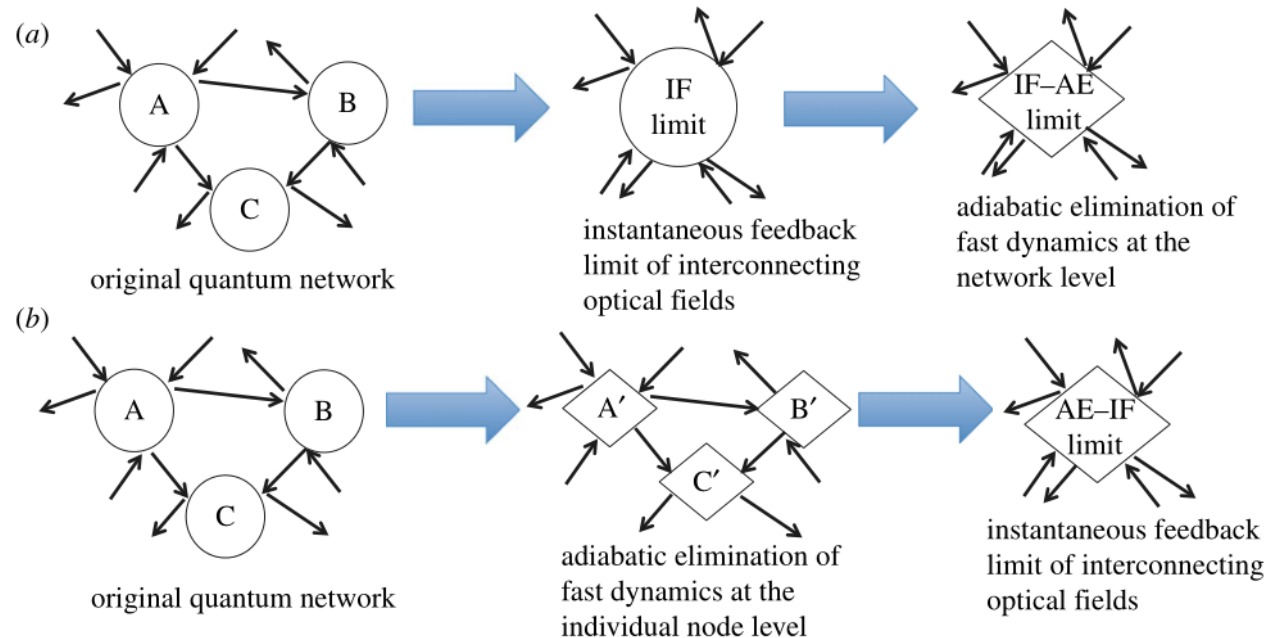 (a)
A
B
C
original quantum network
IF
limit
instantaneous feedback
limit of interconnecting
optical fields
IF–AE
limit
adiabatic elimination of
fast dynamics at the
network level
(b)
A
B
C
original quantum network
A′
B′
C′
adiabatic elimination of
fast dynamics at the
individual node level
AE–IF
limit
instantaneous feedback
limit of interconnecting
optical fields